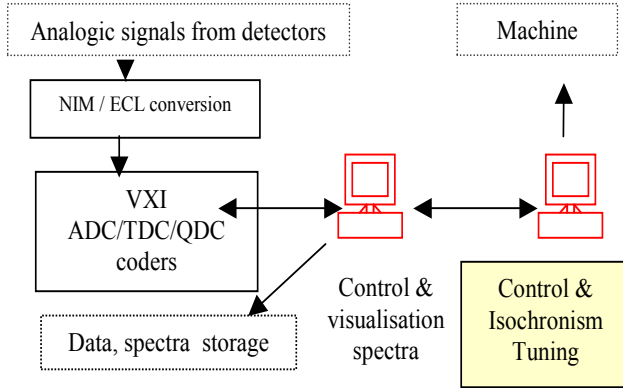 Analogic signals from detectors
Machine
NIM / ECL conversion
VXI
ADC/TDC/QDC
coders
Control &
visualisation
spectra
Control &
Isochronism
Tuning
Data, spectra storage